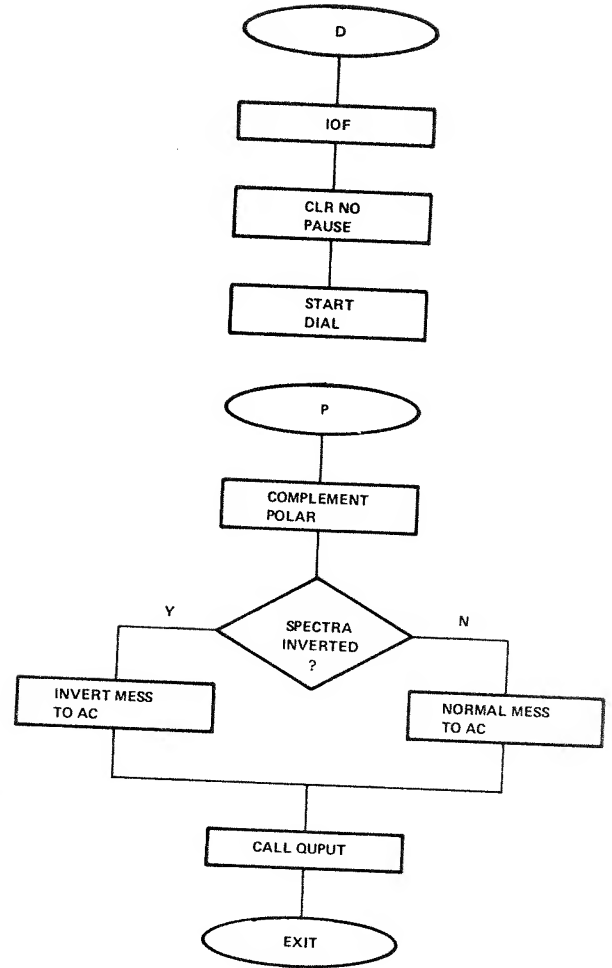 D
IOF
CLR NO
PAUSE
START
DIAL
P
COMPLEMENT
POLAR
SPECTRA
INVERTED
?
Y
N
INVERT MESS
TO AC
NORMAL MESS
TO AC
CALL QUPUT
EXIT